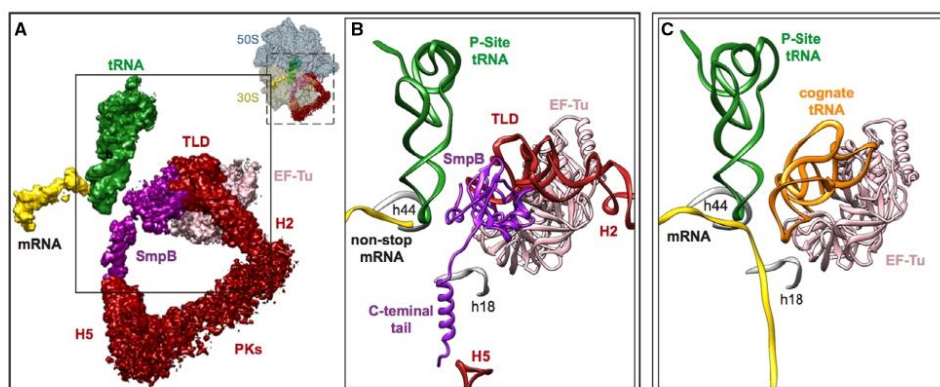 A
50S
30S
tRNA
TLD
EF-Tu
mRNA
SmpB
H2
H5
PKs
B
P-Site
tRNA
EF-Tu
TLD
SmpB
h44
non-stop
mRNA
H2
h18
C-teminal
tail
H5
C
P-Site
tRNA
cognate
tRNA
h44
mRNA
EF-Tu
h18